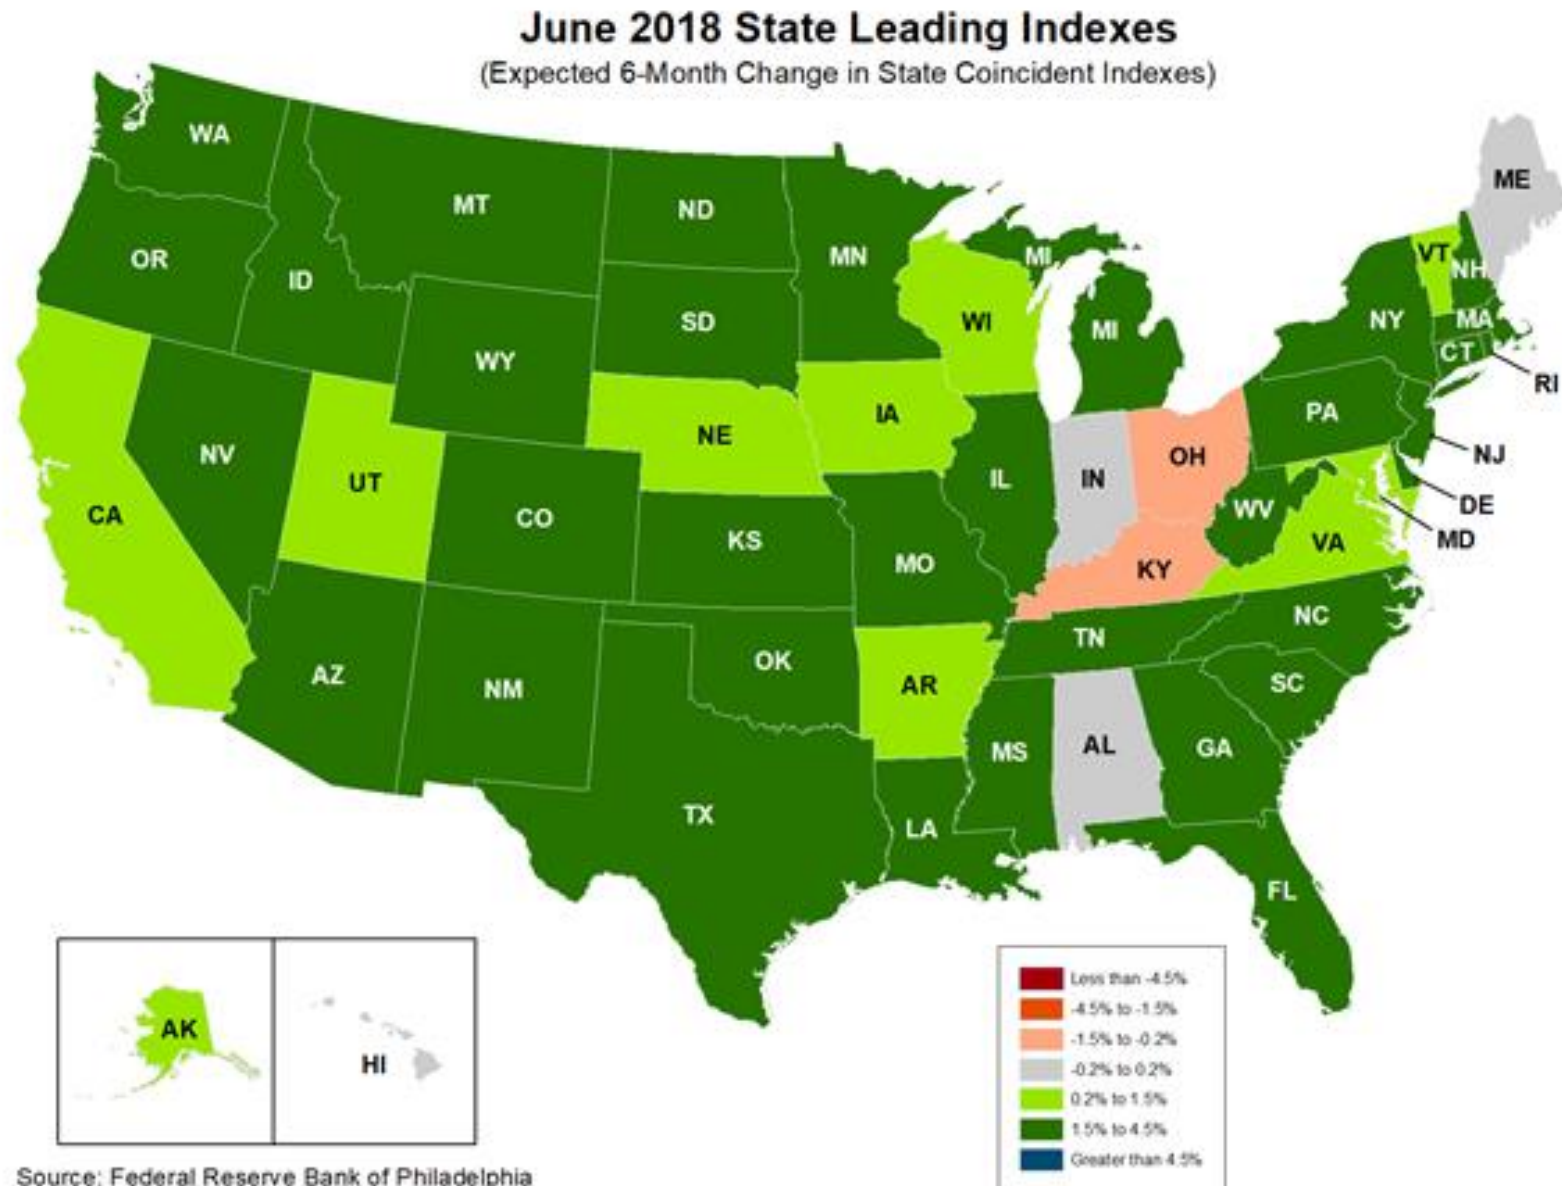 June 2018 State Leading Indexes
(Expected 6-Month Change in State Coincident Indexes)
WA
MT
ND
MN
MI
ME
VT
NH
OR
ID
SD
WI
MI
NY
MA
CT
RI
WY
IA
PA
NV
UT
NE
IL
IN
OH
NJ
CA
CO
KS
MO
WV
VA
DE
MD
KY
AZ
NM
OK
AR
TN
NC
SC
MS
AL
GA
TX
LA
FL
AK
HI
Less than -4.5%
-4.5% to -1.5%
-1.5% to -0.2%
-0.2% to 0.2%
0.2% to 1.5%
1.5% to 4.5%
Greater than 4.5%
Source: Federal Reserve Bank of Philadelphia